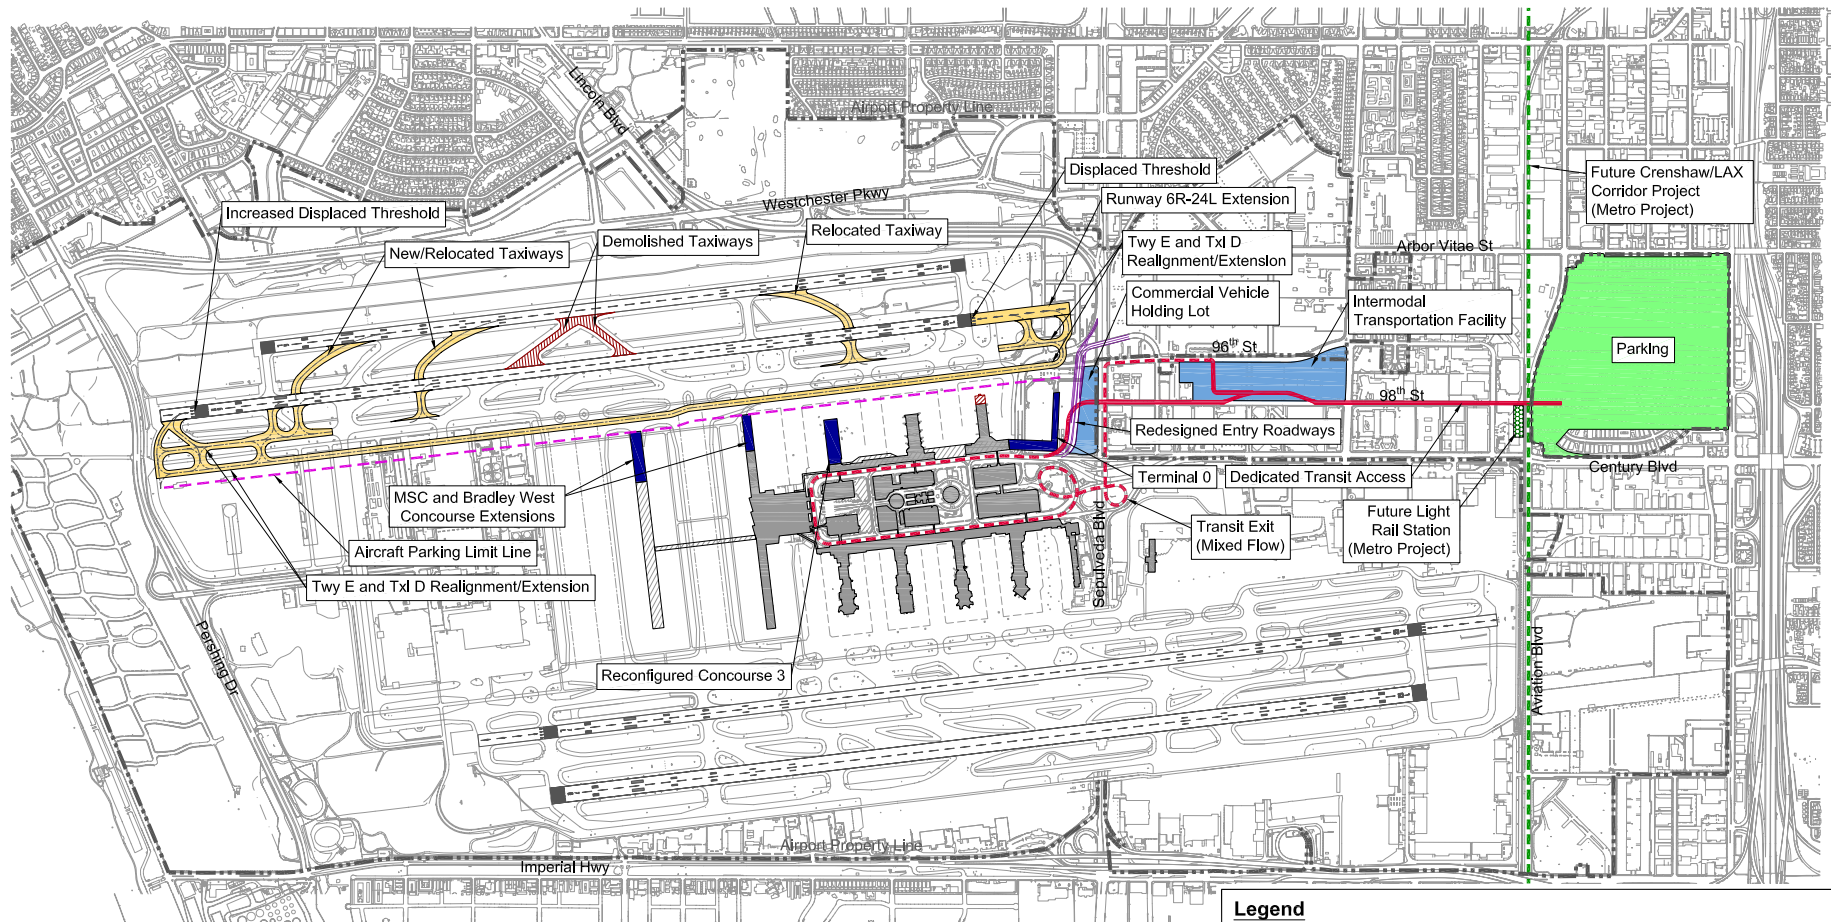 Lincoln Blvd
Airport Property Line
Displaced Threshold
Future Crenshaw/LAX
Corridor Project
(Metro Project)
Westchester Pkwy
Runway 6R-24L Extension
Increased Displaced Threshold
Relocated Taxiway
Demolished Taxiways
New/Relocated Taxiways
Twy E and Txl D
Realignment/Extension
Arbor Vitae St
Commercial Vehicle
Holding Lot
Intermodal
Transportation Facility
96th St
Parking
98th St
Redesigned Entry Roadways
Century Blvd
Terminal 0
Dedicated Transit Access
MSC and Bradley West
Concourse Extensions
Transit Exit
(Mixed Flow)
Future Light
Rail Station
(Metro Project)
Sepulveda Blvd
Aircraft Parking Limit Line
Twy E and Txl D Realignment/Extension
Pershing Dr
Reconfigured Concourse 3
Aviation Blvd
Airport Property Line
Imperial Hwy
Legend